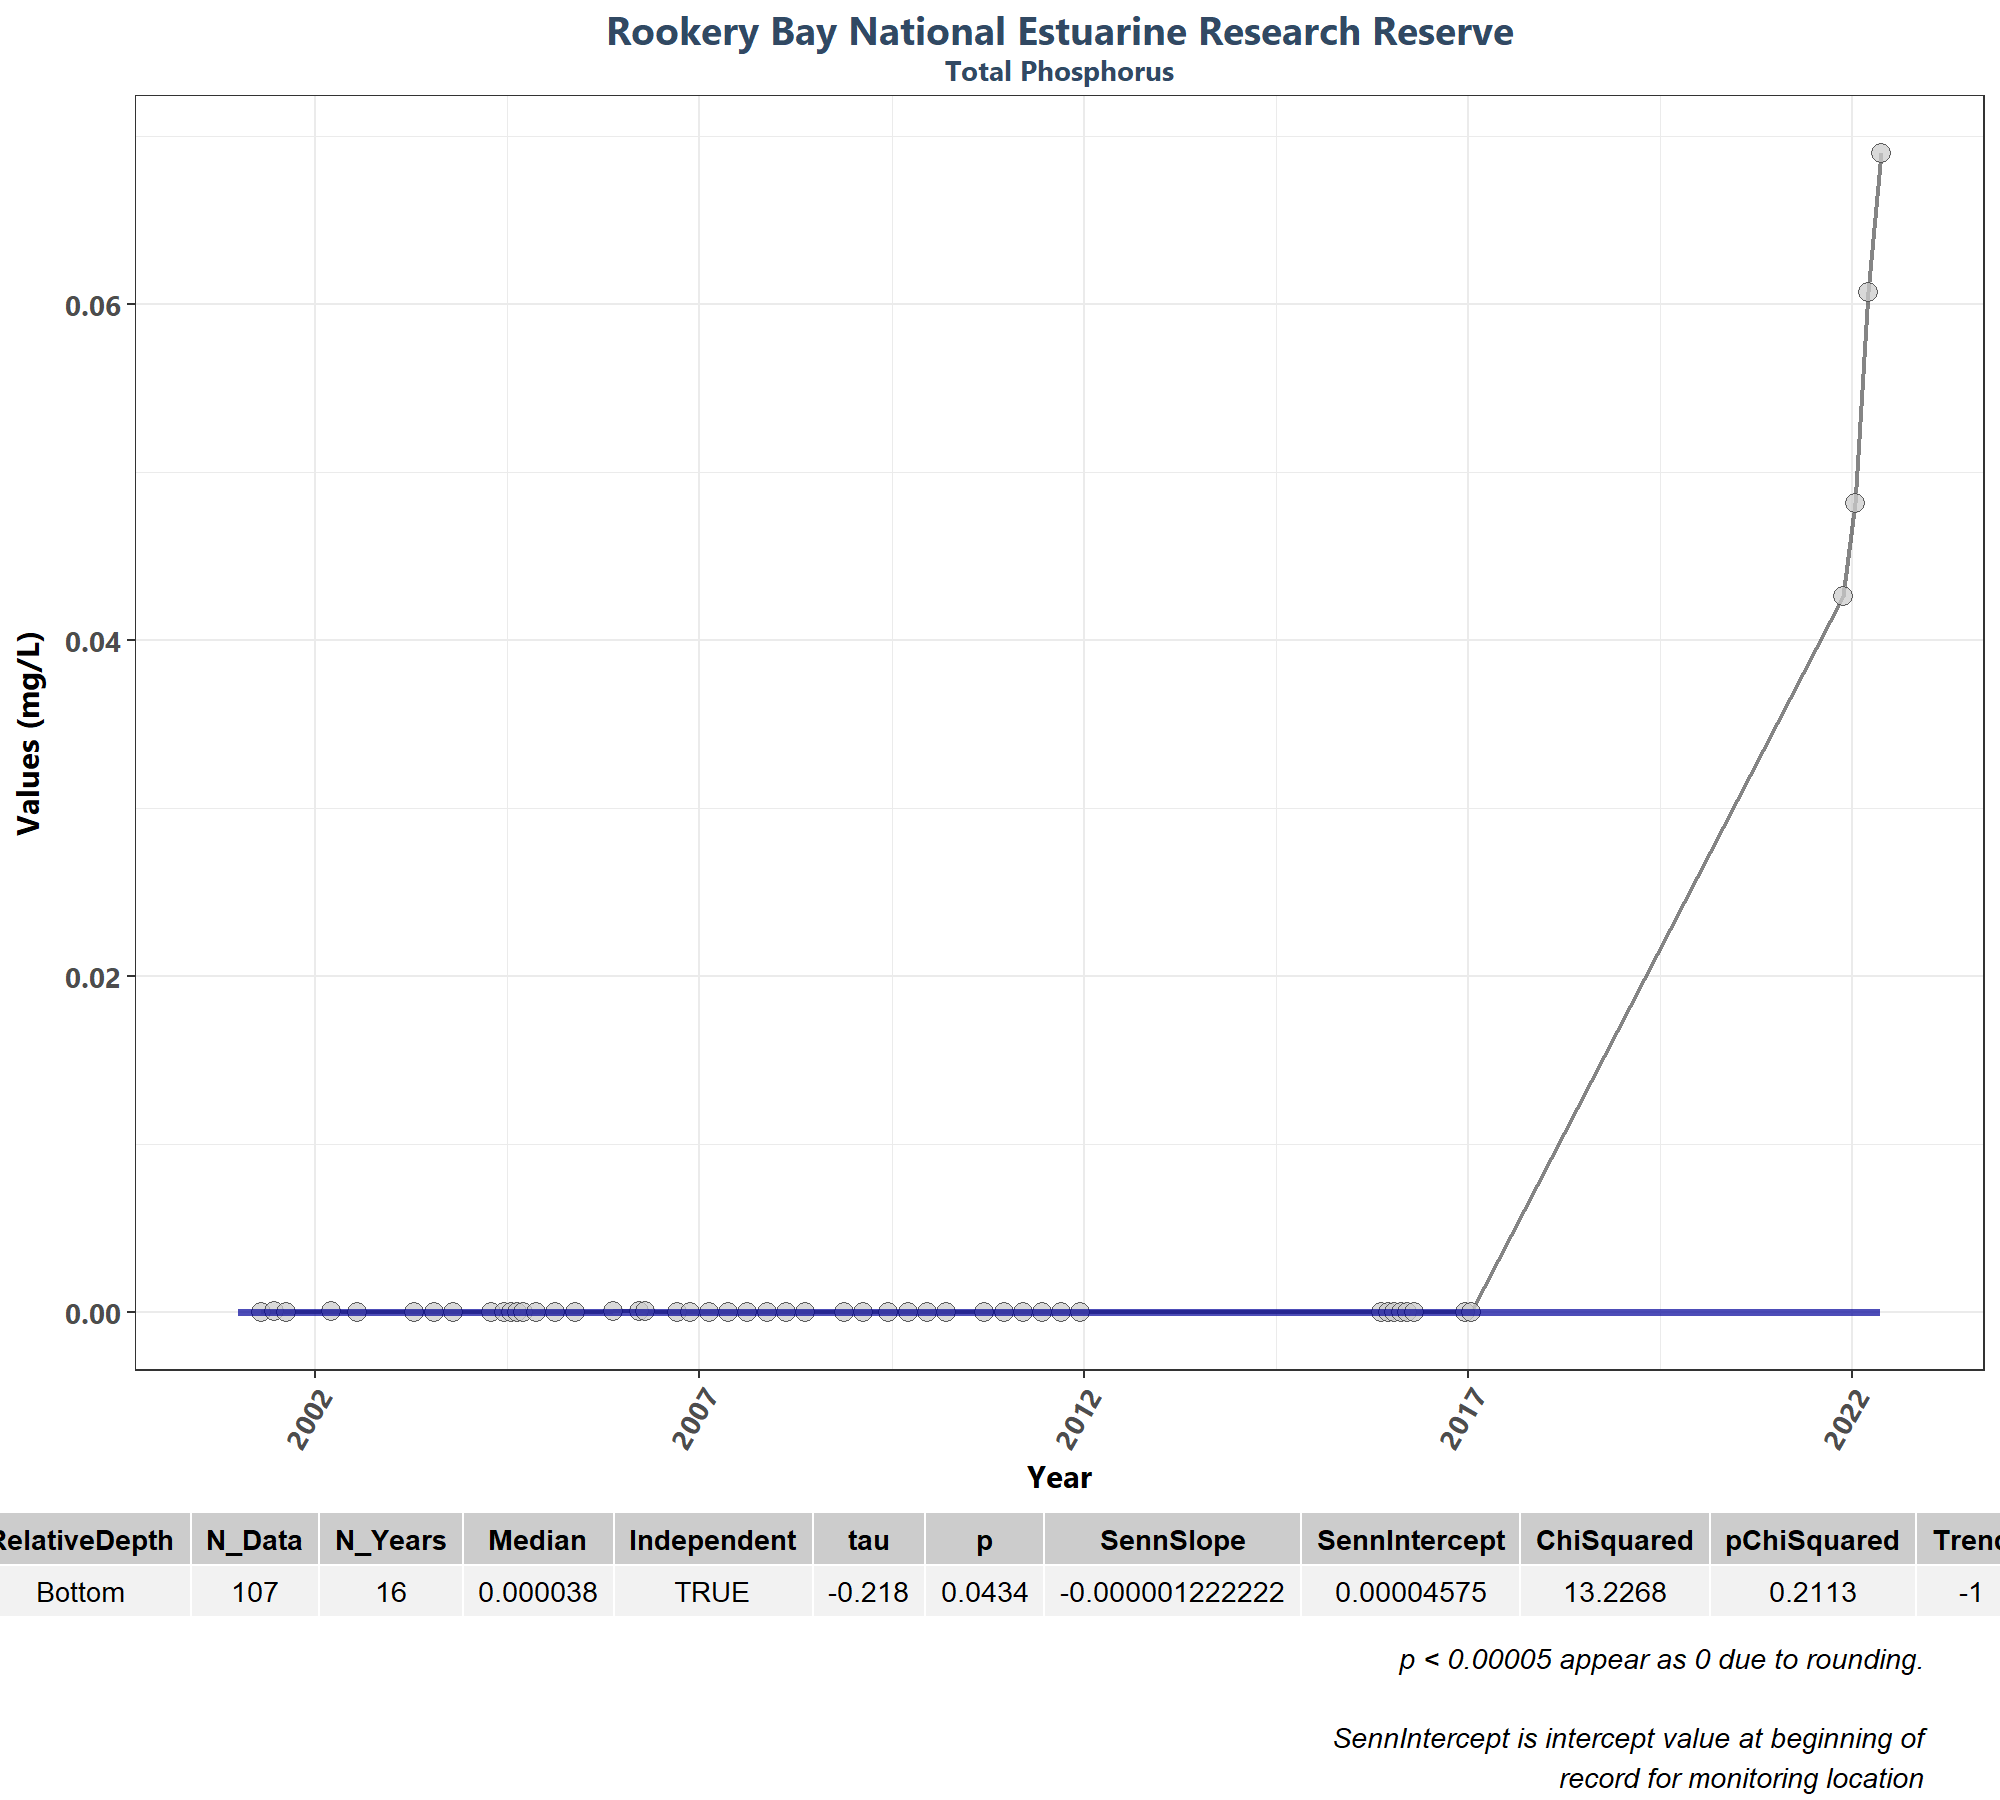 Rookery Bay National Estuarine Research Reserve
Total Phosphorus
Values (mg/L)
0.06
0.04
0.02
0.00
2002 2007 2012 2017 2022
Year
RelativeDepth N_Data N_Years Median Independent tau p SennSlope SennIntercept ChiSquared pChiSquared Trend
Bottom 107 16 0.000038 TRUE -0.218 0.0434 -0.000001222222 0.00004575 13.2268 0.2113 -1
p < 0.00005 appear as 0 due to rounding.
SennIntercept is intercept value at beginning of
record for monitoring location